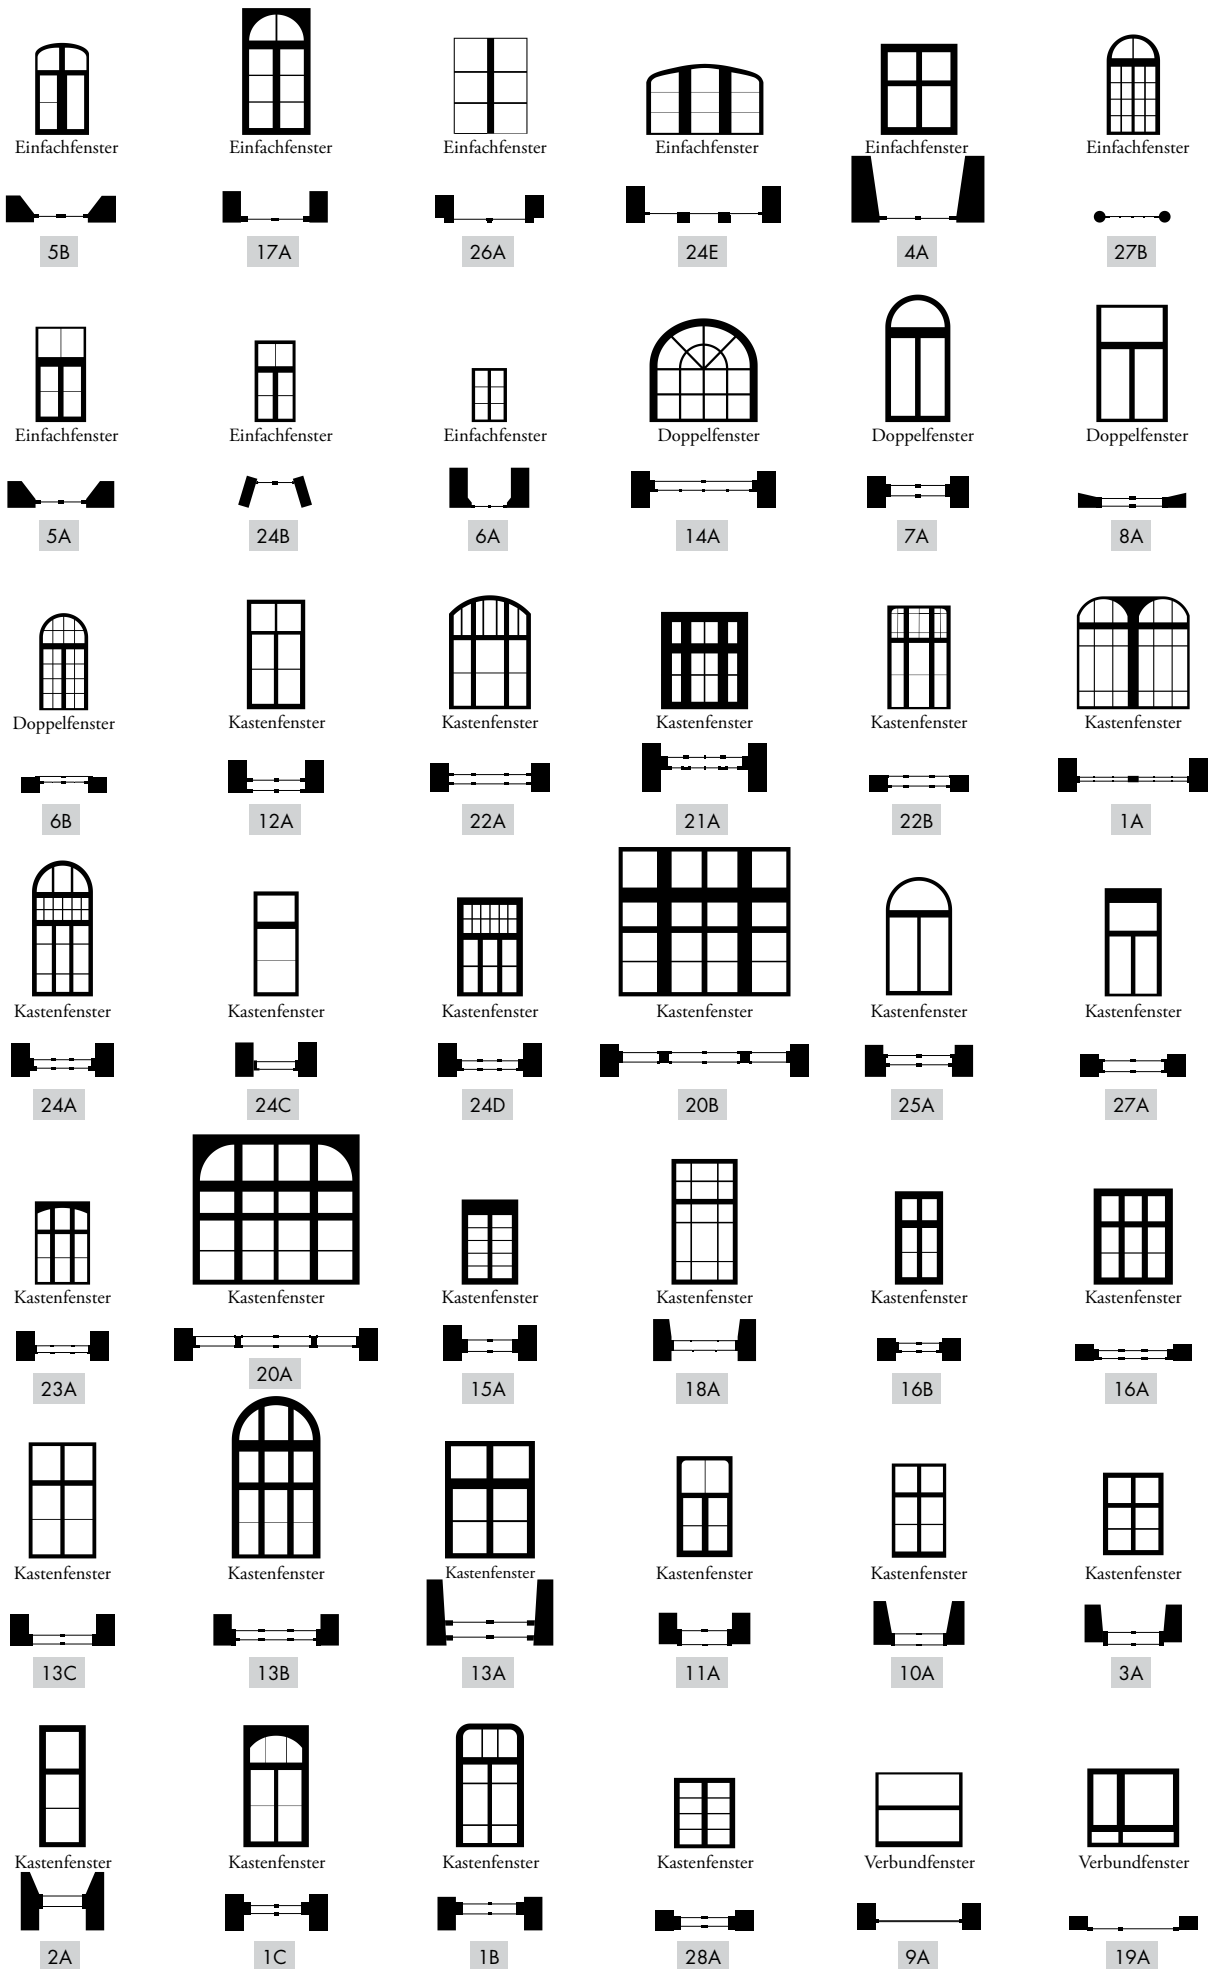 Einfachfenster Einfachfenster Einfachfenster Einfachfenster Einfachfenster Einfachfenster
5B 17A 26A 24E 4A 27B
Einfachfenster Einfachfenster Einfachfenster Doppelfenster Doppelfenster Doppelfenster
5A 24B 6A 14A 7A 8A
Doppelfenster Kastenfenster Kastenfenster Kastenfenster Kastenfenster Kastenfenster
6B 12A 22A 21A 22B 1A
Kastenfenster Kastenfenster Kastenfenster Kastenfenster Kastenfenster Kastenfenster
24A 24C 24D 20B 25A 27A
Kastenfenster Kastenfenster Kastenfenster Kastenfenster Kastenfenster Kastenfenster
23A 20A 15A 18A 16B 16A
Kastenfenster Kastenfenster Kastenfenster Kastenfenster Kastenfenster Kastenfenster
13C 13B 13A 11A 10A 3A
Kastenfenster Kastenfenster Kastenfenster Kastenfenster Verbundfenster Verbundfenster
2A 1C 1B 28A 9A 19A